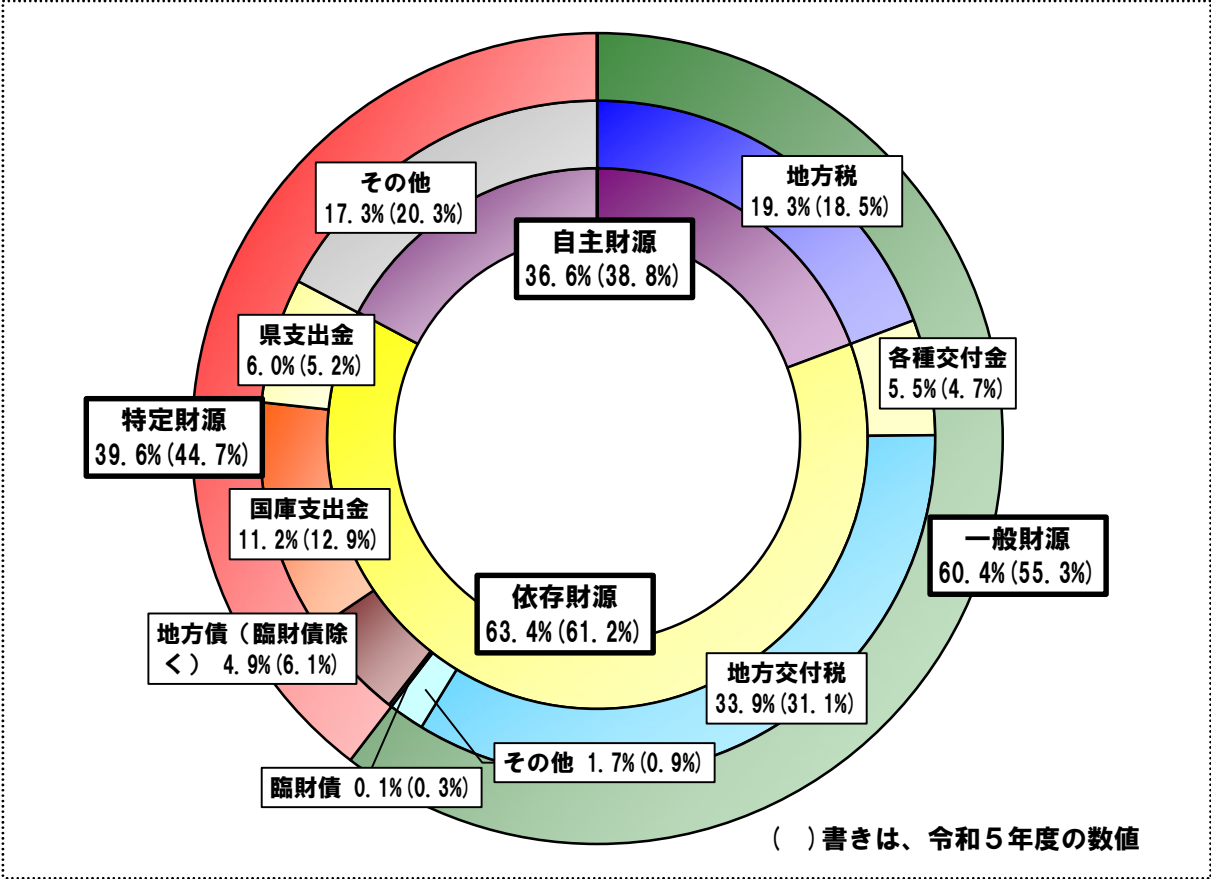 その他
17.3%(20.3%)
地方税
19.3%(18.5%)
自主財源
36.6%(38.8%)
県支出金
6.0%(5.2%)
各種交付金
5.5%(4.7%)
特定財源
39.6%(44.7%)
国庫支出金
11.2%(12.9%)
一般財源
60.4%(55.3%)
依存財源
63.4%(61.2%)
地方債（臨財債除
く） 4.9%(6.1%)
地方交付税
33.9%(31.1%)
その他 1.7%(0.9%)
臨財債 0.1%(0.3%)
(　)書きは、令和５年度の数値